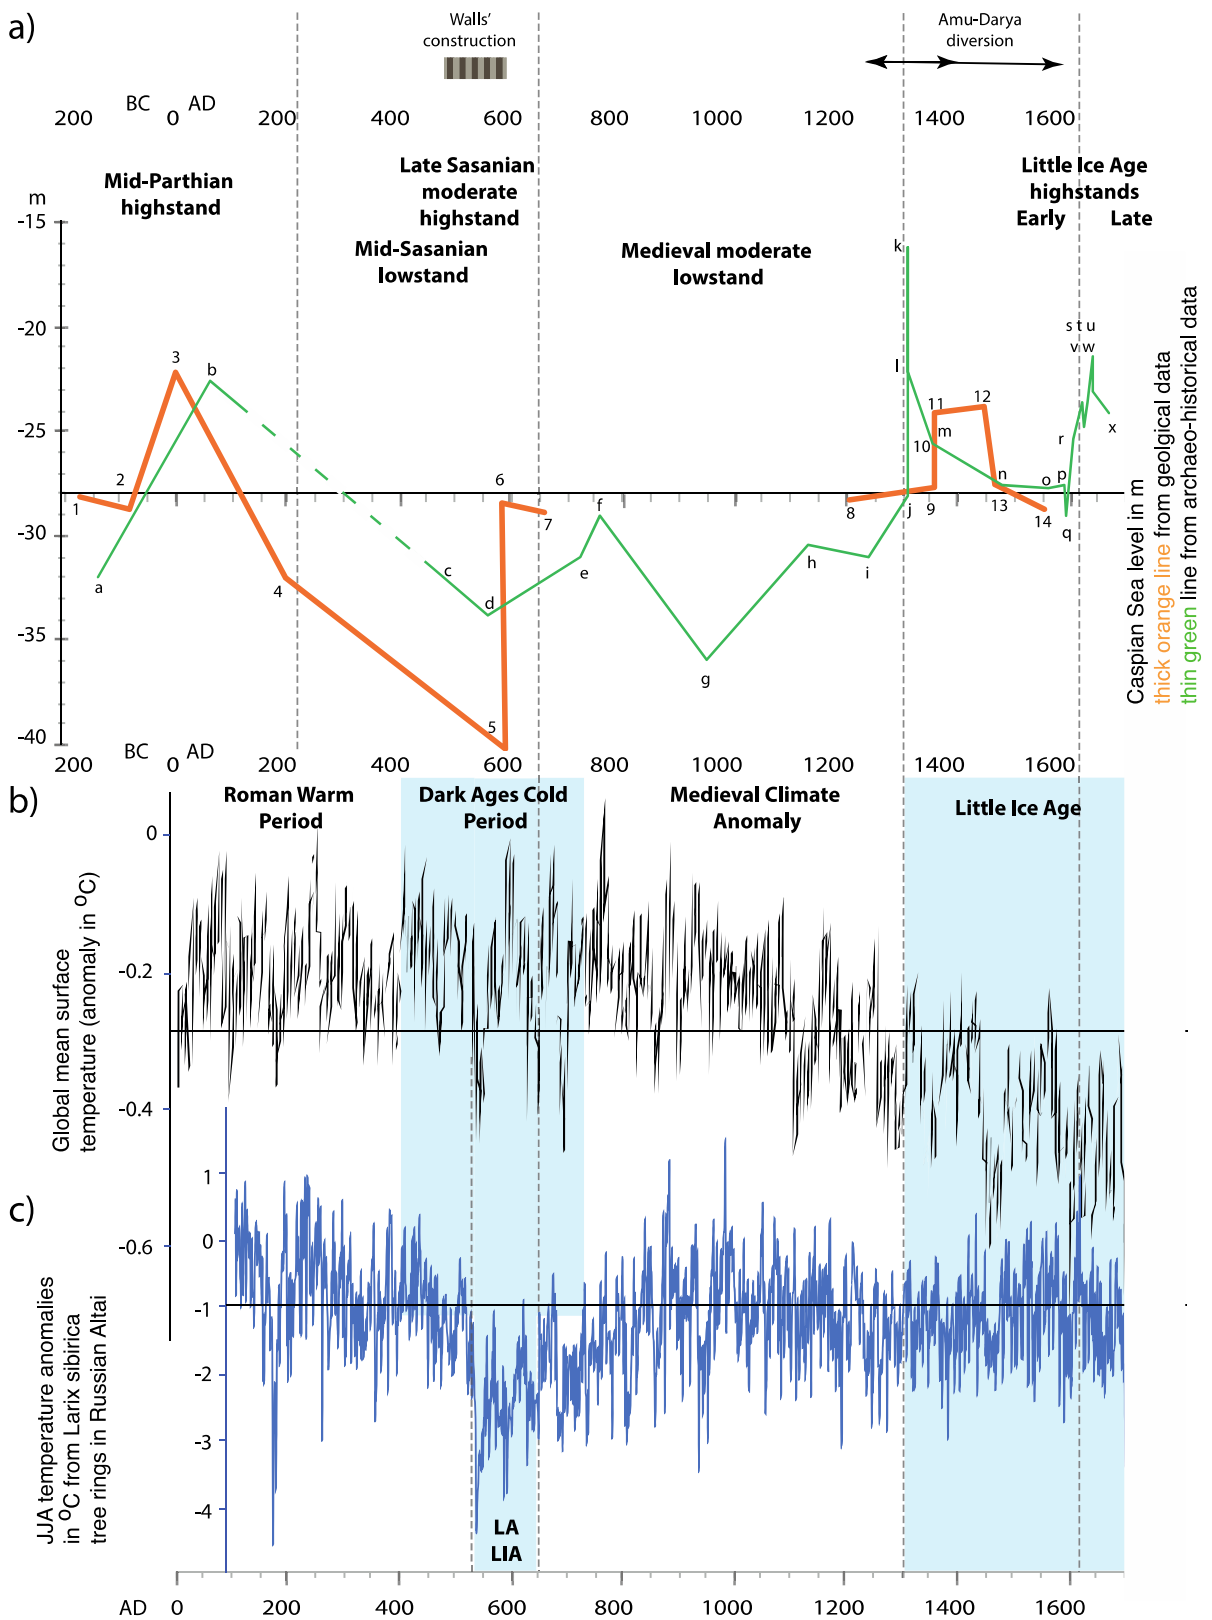 a)
Walls'
construction
Amu-Darya
diversion
BC AD
200 0 200 400 600 800 1000 1200 1400 1600
Mid-Parthian
highstand
Late Sasanian
moderate
highstand
Mid-Sasanian
lowstand
Medieval moderate
lowstand
Little Ice Age
highstands
Early Late
m
-15
-20
-25
-30
-35
-40
1
2
3
4
5
6
7
8
9
10
11
12
13
14
a
b
c
d
e
f
g
h
i
j
k
l
m
n
o
p
q
r
s t u
v w
x
Caspian Sea level in m
thick orange line from geolgical data
thin green line from archaeo-historical data
BC AD
200 0 200 400 600 800 1000 1200 1400 1600
b)
Roman Warm
Period
Dark Ages Cold
Period
Medieval Climate
Anomaly
Little Ice Age
0
-0.2
-0.4
-0.6
Global mean surface
temperature (anomaly in °C)
c)
1
0
-1
-2
-3
-4
JJA temperature anomalies
in °C from Larix sibirica
tree rings in Russian Altai
LA
LIA
AD 0 200 400 600 800 1000 1200 1400 1600